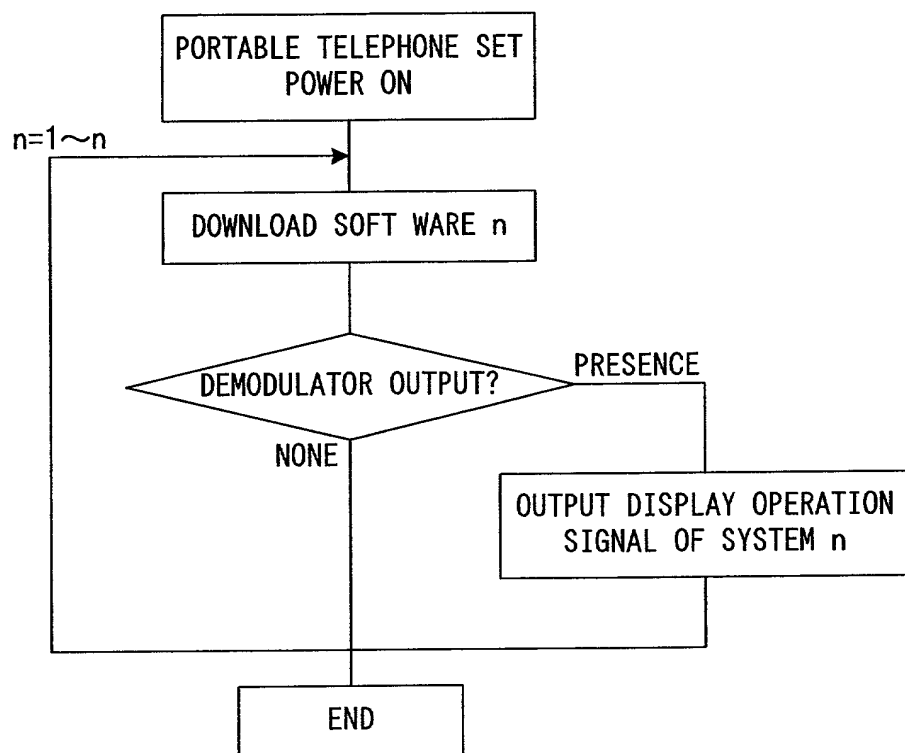 PORTABLE TELEPHONE SET
POWER ON
n=1～n
DOWNLOAD SOFT WARE n
DEMODULATOR OUTPUT?
PRESENCE
NONE
OUTPUT DISPLAY OPERATION
SIGNAL OF SYSTEM n
END